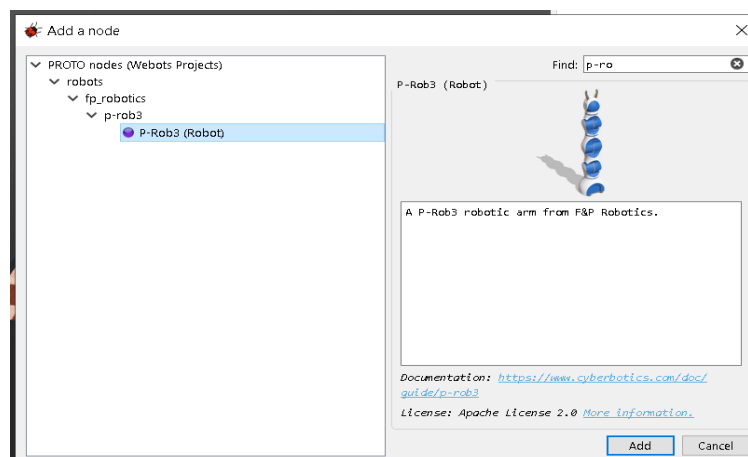 Add a node
PROTO nodes (Webots Projects)
robots
fp_robotics
p-rob3
P-Rob3 (Robot)
Find: p-ro
P-Rob3 (Robot)
A P-Rob3 robotic arm from F&P Robotics.
Documentation: https://www.cyberbotics.com/doc/
guide/p-rob3
License: Apache License 2.0 More information.
Add Cancel